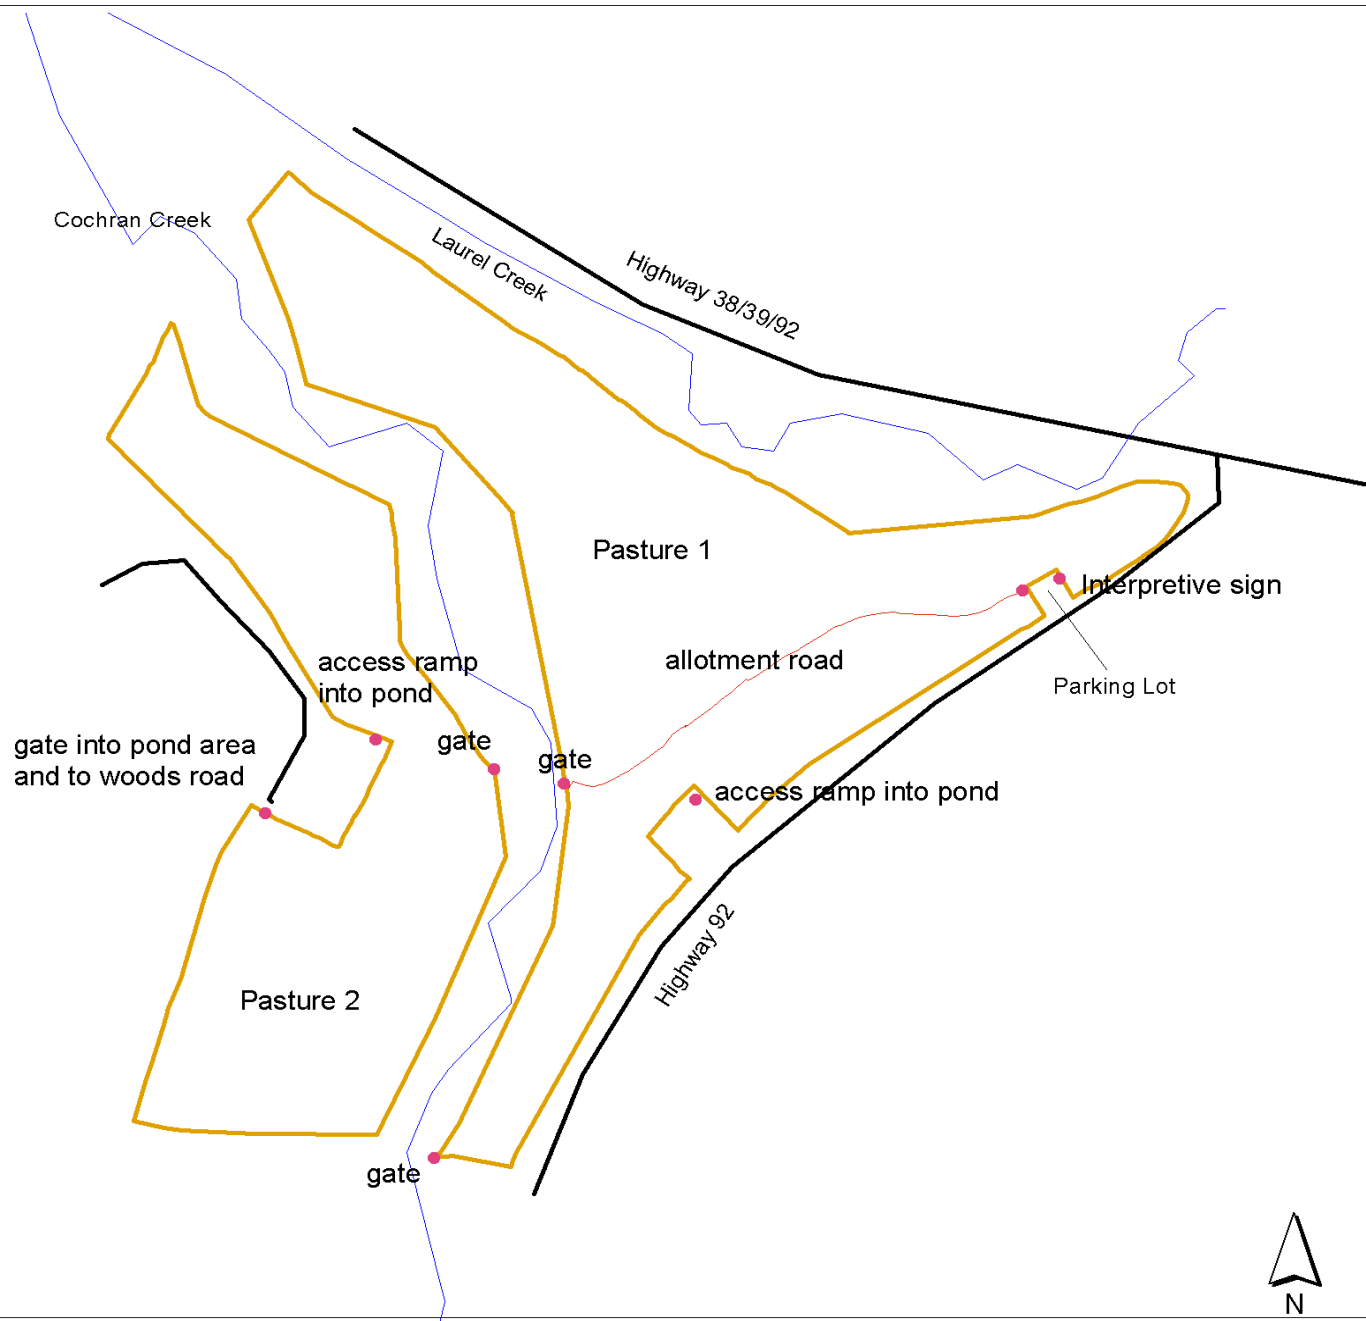 Cochran Creek
Laurel Creek
Highway 38/39/92
Pasture 1
Interpretive sign
allotment road
access ramp
into pond
Parking Lot
gate into pond area
and to woods road
gate
gate
access ramp into pond
Highway 92
Pasture 2
gate
N